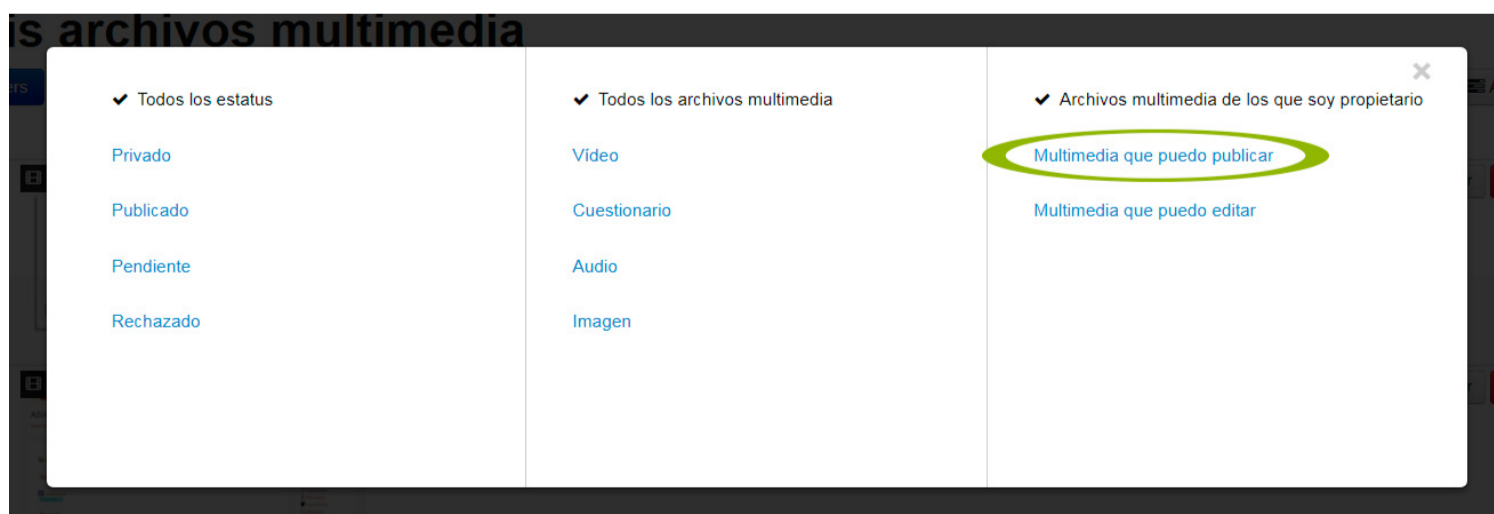 is archivos multimedia
ers
Todos los estatus
Privado
Publicado
Pendiente
Rechazado
Todos los archivos multimedia
Vídeo
Cuestionario
Audio
Imagen
Archivos multimedia de los que soy propietario
Multimedia que puedo publicar
Multimedia que puedo editar